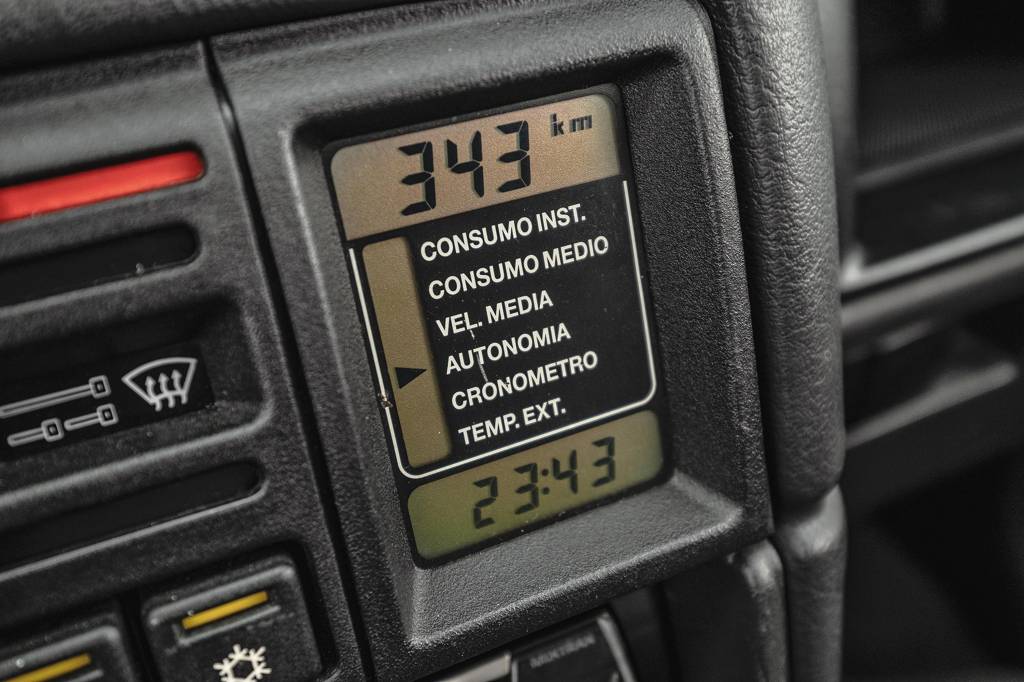 343 km
CONSUMO INST.
CONSUMO MEDIO
VEL. MEDIA
AUTONOMIA
CRONOMETRO
TEMP. EXT.
23:43